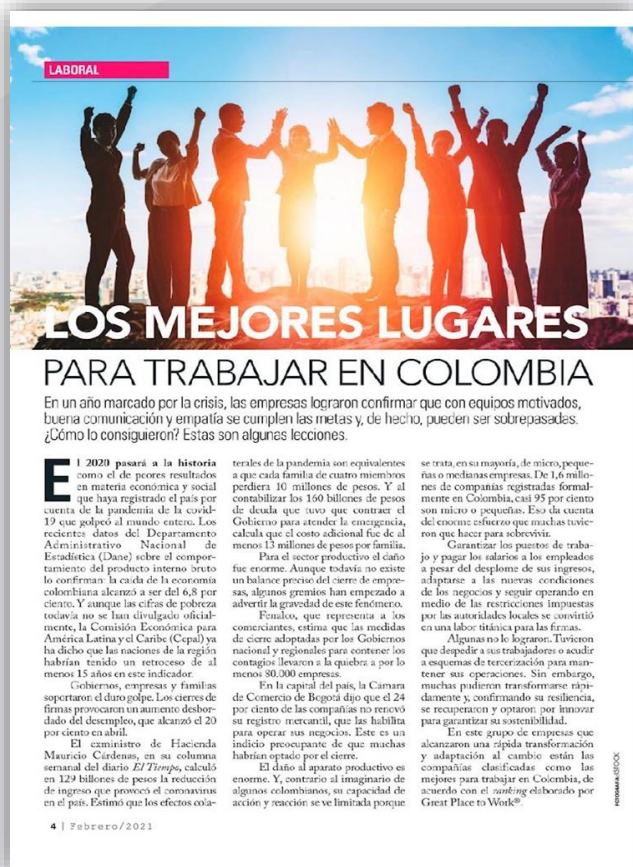 LABORAL
LOS MEJORES LUGARES
PARA TRABAJAR EN COLOMBIA
En un año marcado por la crisis, las empresas lograron confirmar que con equipos motivados,
buena comunicación y empatía se cumplen las metas y, de hecho, pueden ser sobrepasadas.
¿Cómo lo consiguieron? Estas son algunas lecciones.
El 2020 pasará a la historia
como el de peores resultados
en materia económica y social
que haya registrado el país por
cuenta de la pandemia de la covid-
19 que golpeó al mundo entero. Los
recientes datos del Departamento
Administrativo Nacional de
Estadística (Dane) sobre el compor-
tamiento del producto interno bruto
lo confirman: la caída de la economía
colombiana alcanzó a ser del 6,8 por
ciento. Y aunque las cifras de pobreza
todavía no se han divulgado oficial-
mente, la Comisión Económica para
América Latina y el Caribe (Cepal) ya
ha dicho que las naciones de la región
habrían tenido un retroceso de al
menos 15 años en este indicador.
Gobiernos, empresas y familias
soportaron el duro golpe. Los cierres de
firmas provocaron un aumento desbor-
dado del desempleo, que alcanzó el 20
por ciento en abril.
El exministro de Hacienda
Mauricio Cárdenas, en su columna
semanal del diario El Tiempo, calculó
en 129 billones de pesos la reducción
de ingreso que provocó el coronavirus
en el país. Estimó que los efectos cola-
terales de la pandemia son equivalentes
a que cada familia de cuatro miembros
perdiera 10 millones de pesos. Y al
contabilizar los 160 billones de pesos
de deuda que tuvo que contraer el
Gobierno para atender la emergencia,
calcula que el costo adicional fue de al
menos 13 millones de pesos por familia.
Para el sector productivo el daño
fue enorme. Aunque todavía no existe
un balance preciso del cierre de empre-
sas, algunos gremios han empezado a
advertir la gravedad de este fenómeno.
Fenalco, que representa a los
comerciantes, estima que las medidas
de cierre adoptadas por los Gobiernos
nacional y regionales para contener los
contagios llevaron a la quiebra a por lo
menos 80.000 empresas.
En la capital del país, la Cámara
de Comercio de Bogotá dijo que el 24
por ciento de las compañías no renovó
su registro mercantil, que las habilita
para operar sus negocios. Este es un
indicio preocupante de que muchas
habrían optado por el cierre.
El daño al aparato productivo es
enorme. Y, contrario al imaginario de
algunos colombianos, su capacidad de
acción y reacción se ve limitada porque
se trata, en su mayoría, de micro, peque-
ñas o medianas empresas. De 1,6 millo-
nes de compañías registradas formal-
mente en Colombia, casi 95 por ciento
son micro o pequeñas. Eso da cuenta
del enorme esfuerzo que muchas tuvie-
ron que hacer para sobrevivir.
Garantizar los puestos de traba-
jo y pagar los salarios a los empleados
a pesar del desplome de sus ingresos,
adaptarse a las nuevas condiciones
de los negocios y seguir operando en
medio de las restricciones impuestas
por las autoridades locales se convirtió
en una labor titánica para las firmas.
Algunas no lo lograron. Tuvieron
que despedir a sus trabajadores o acudir
a esquemas de tercerización para man-
tener sus operaciones. Sin embargo,
muchas pudieron transformarse rápi-
damente y, confirmando su resiliencia,
se recuperaron y optaron por innovar
para garantizar su sostenibilidad.
En este grupo de empresas que
alcanzaron una rápida transformación
y adaptación al cambio están las
compañías clasificadas como las
mejores para trabajar en Colombia, de
acuerdo con el ranking elaborado por
Great Place to Work®.
FOTOGRAFÍA: ISTOCK
4 | Febrero/2021